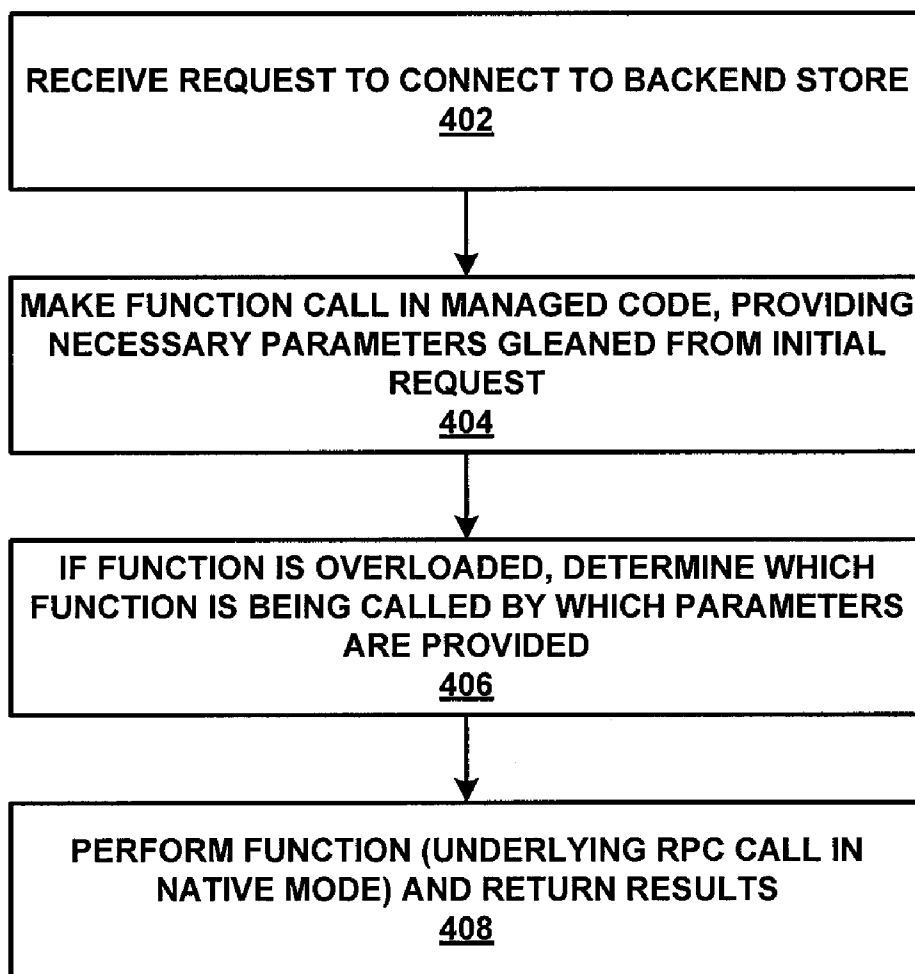 RECEIVE REQUEST TO CONNECT TO BACKEND STORE
402
MAKE FUNCTION CALL IN MANAGED CODE, PROVIDING
NECESSARY PARAMETERS GLEANED FROM INITIAL
REQUEST
404
IF FUNCTION IS OVERLOADED, DETERMINE WHICH
FUNCTION IS BEING CALLED BY WHICH PARAMETERS
ARE PROVIDED
406
PERFORM FUNCTION (UNDERLYING RPC CALL IN
NATIVE MODE) AND RETURN RESULTS
408